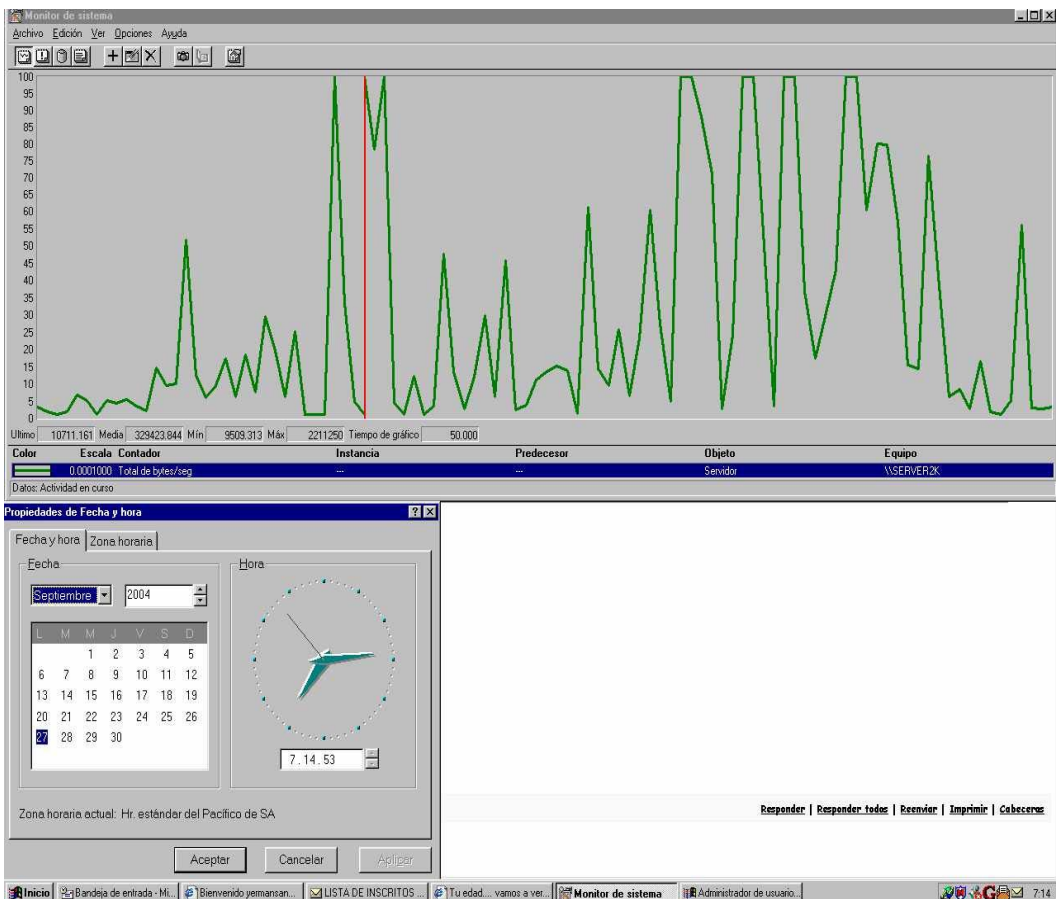 Monitor de sistema
Archivo Edición Ver Opciones Ayuda
100
95
90
85
80
75
70
65
60
55
50
45
40
35
30
25
20
15
10
5
0
Ultimo 10711.161 Media 329423.844 Mín 9509.313 Máx 2211250 Tiempo de gráfico 50.000
Color Escala Contador Instancia Predecesor Objeto Equipo
0.0001000 Total de bytes/seg --- --- Servidor \\SERVER2K
Datos: Actividad en curso
Propiedades de Fecha y hora
Fecha y hora Zona horaria
Fecha
Septiembre 2004
L M M J V S D
1 2 3 4 5
6 7 8 9 10 11 12
13 14 15 16 17 18 19
20 21 22 23 24 25 26
27 28 29 30
Hora
7.14.53
Zona horaria actual: Hr. estándar del Pacífico de SA
Aceptar Cancelar Aplicar
Responder | Responder todos | Reenviar | Imprimir | Cabeceras
Inicio Bandeja de entrada - Mi... Bienvenido yermansan... LISTA DE INSCRITOS ... Tu edad.... vamos a ver... Monitor de sistema Administrador de usuario... 7:14